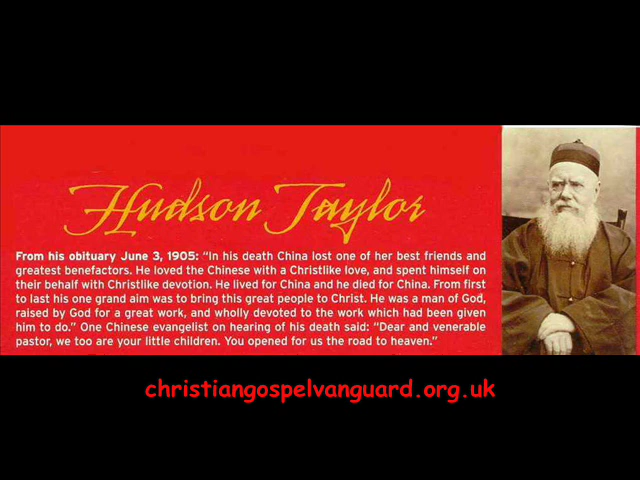 Hudson Taylor
From his obituary June 3, 1905: “In his death China lost one of her best friends and
greatest benefactors. He loved the Chinese with a Christlike love, and spent himself on
their behalf with Christlike devotion. He lived for China and he died for China. From first
to last his one grand aim was to bring this great people to Christ. He was a man of God,
raised by God for a great work, and wholly devoted to the work which had been given
him to do.” One Chinese evangelist on hearing of his death said: “Dear and venerable
pastor, we too are your little children. You opened for us the road to heaven.”
christiangospelvanguard.org.uk